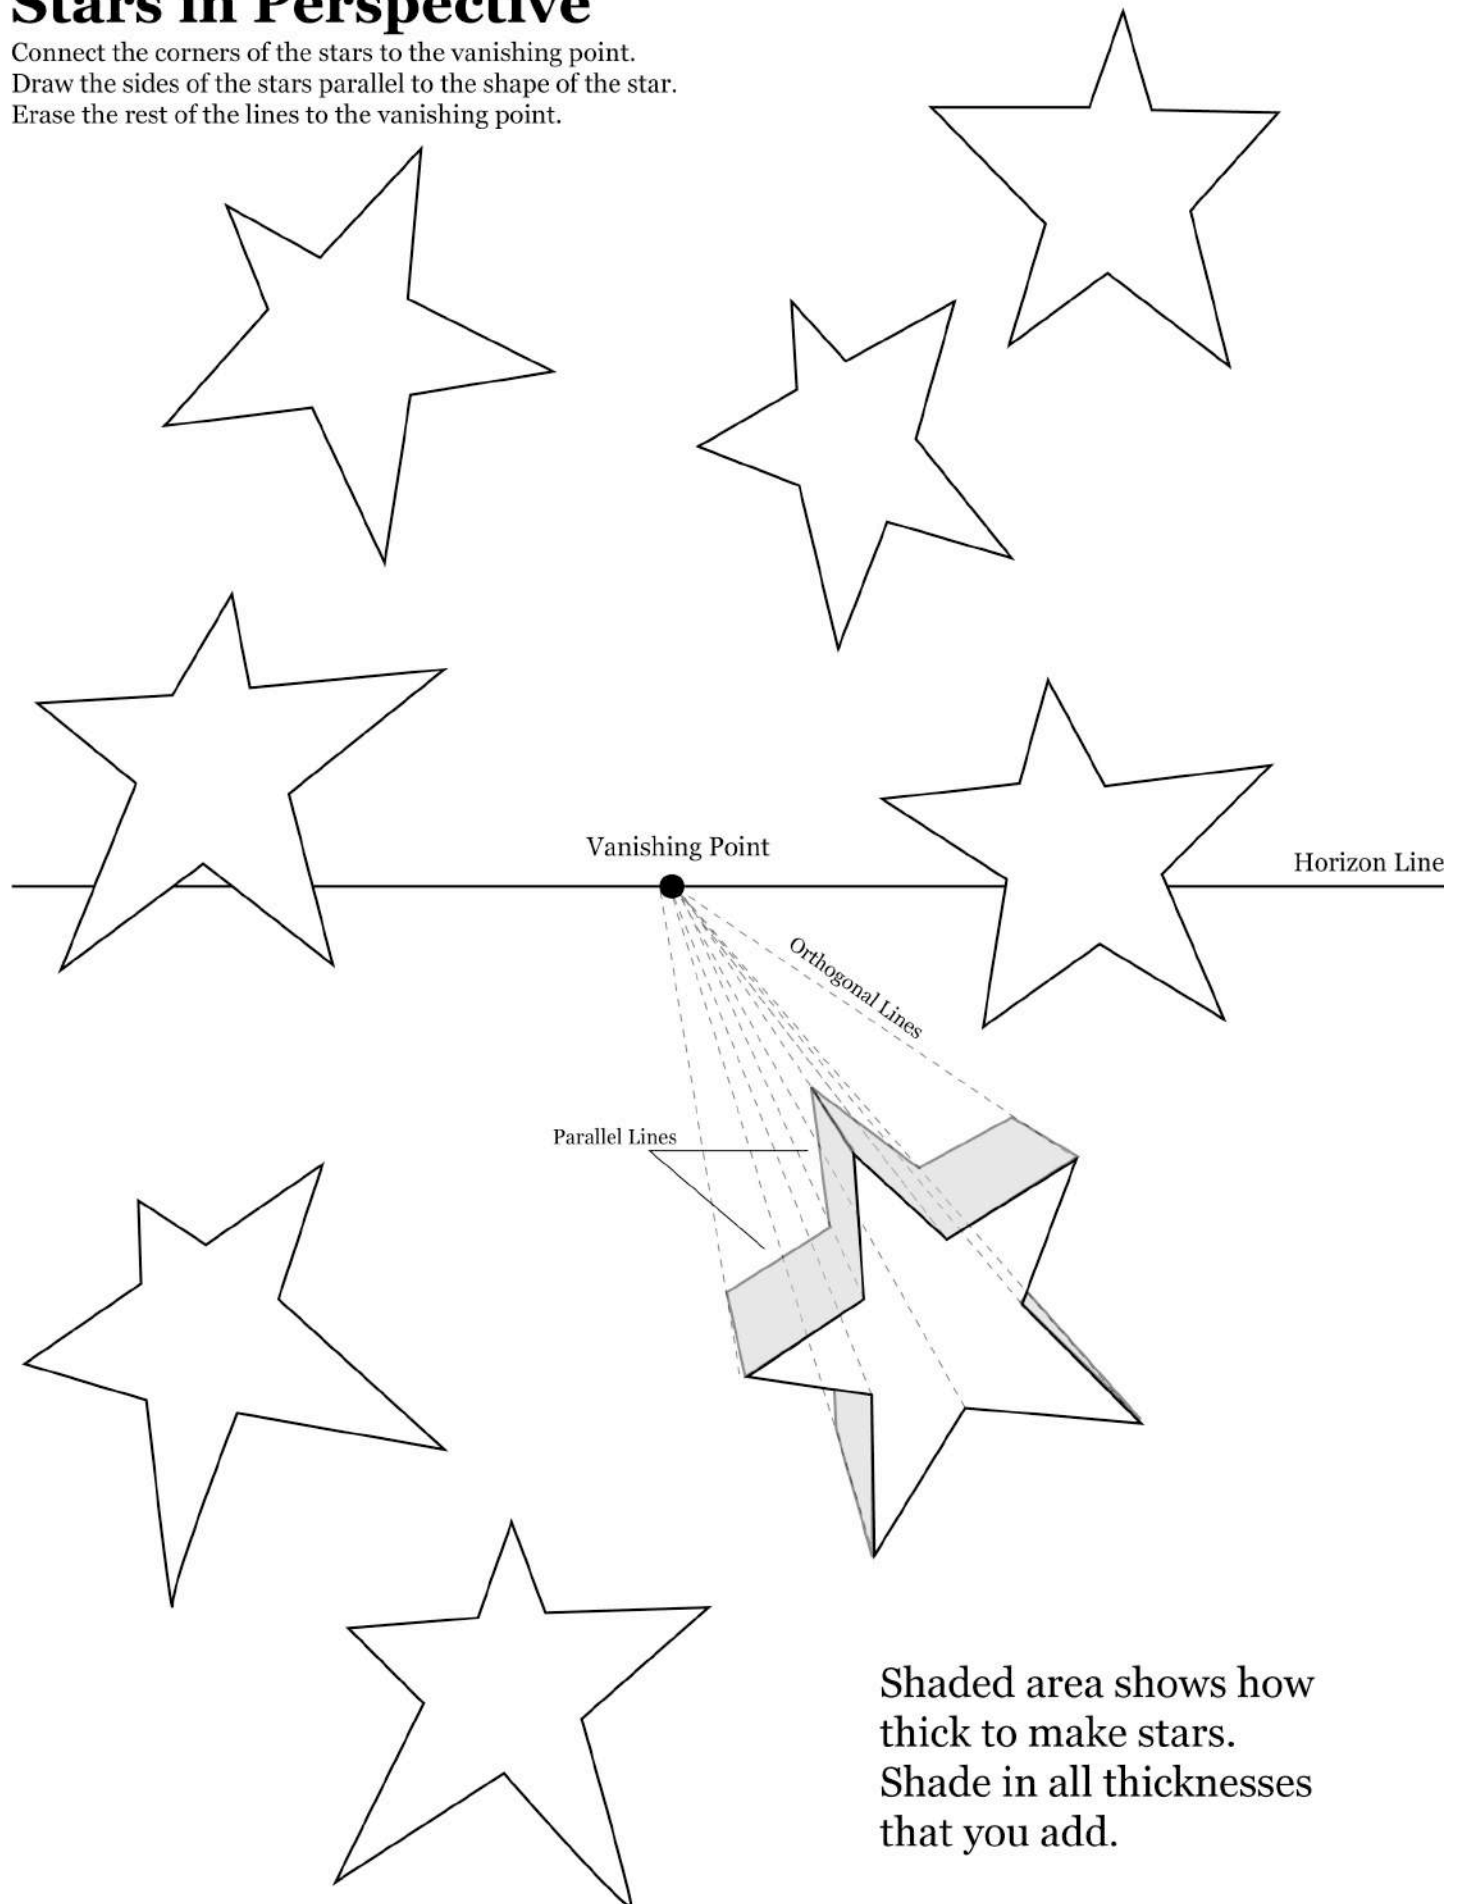 Stars in Perspective
Connect the corners of the stars to the vanishing point.
Draw the sides of the stars parallel to the shape of the star.
Erase the rest of the lines to the vanishing point.
Vanishing Point
Horizon Line
Orthogonal Lines
Parallel Lines
Shaded area shows how
thick to make stars.
Shade in all thicknesses
that you add.